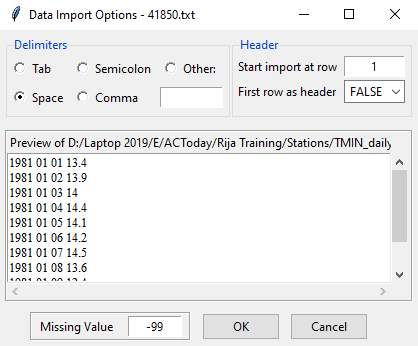 Data Import Options - 41850.txt
Delimiters
Tab
Semicolon
Other:
Space
Comma
Header
Start import at row 1
First row as header FALSE
Preview of D:/Laptop 2019/E/ACToday/Rija Training/Stations/TMIN_daily
1981 01 01 13.4
1981 01 02 13.9
1981 01 03 14
1981 01 04 14.4
1981 01 05 14.1
1981 01 06 14.2
1981 01 07 14.5
1981 01 08 13.6
Missing Value -99
OK
Cancel